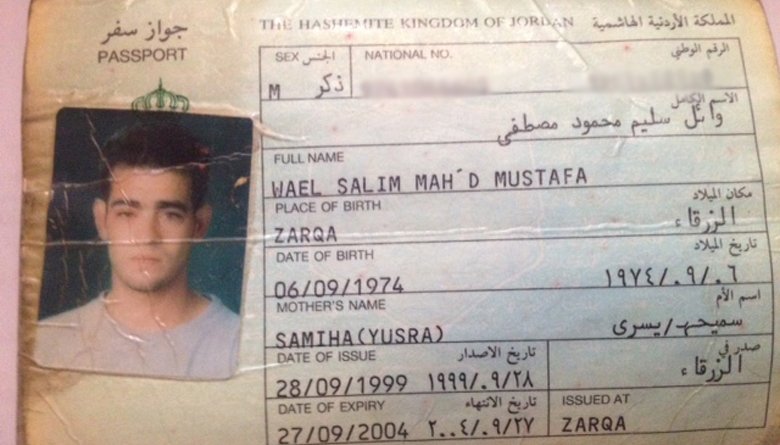 جواز سفر
PASSPORT
THE HASHEMITE KINGDOM OF JORDAN المملكة الأردنية الهاشمية
SEX الجنس
M ذكر
NATIONAL NO. الرقم الوطني
الاسم الكامل
وائل سليم محمود مصطفى
FULL NAME
WAEL SALIM MAH'D MUSTAFA
PLACE OF BIRTH مكان الميلاد
ZARQA الزرقاء
DATE OF BIRTH تاريخ الميلاد
06/09/1974 ١٩٧٤/٠٩/٠٦
MOTHER'S NAME اسم الأم
SAMIHA(YUSRA) سميحه/يسرى
DATE OF ISSUE تاريخ الاصدار
28/09/1999 ١٩٩٩/٠٩/٢٨
صدر في
الزرقاء
DATE OF EXPIRY تاريخ الانتهاء
27/09/2004 ٢٠٠٤/٠٩/٢٧
ISSUED AT
ZARQA